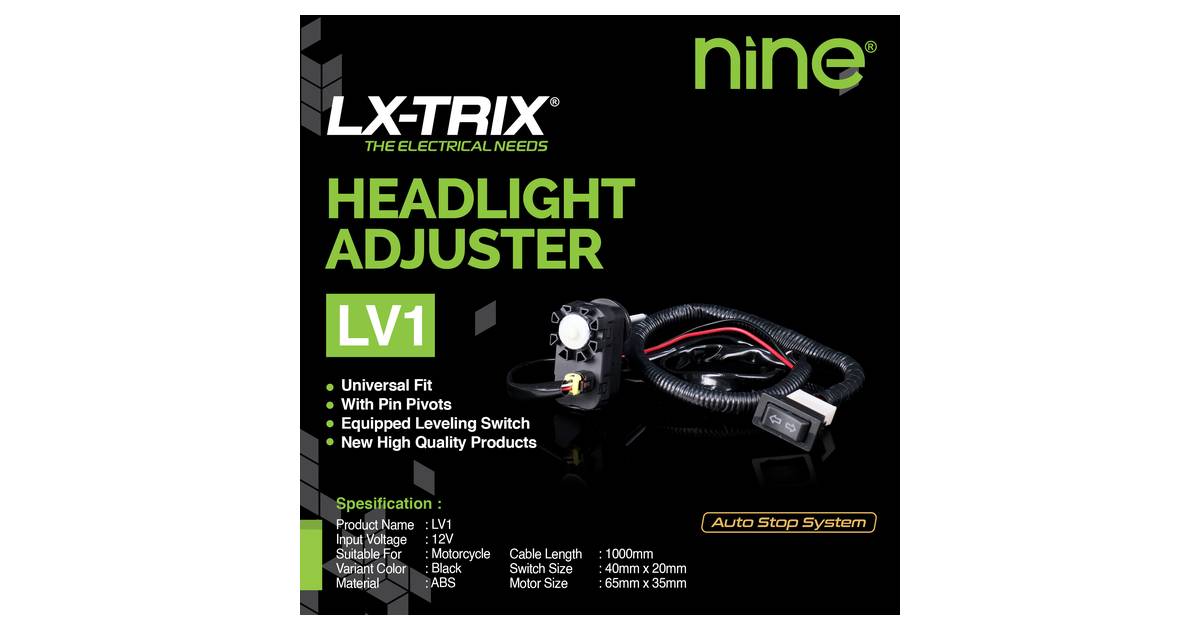 nine®
LX-TRIX®
THE ELECTRICAL NEEDS
HEADLIGHT
ADJUSTER
LV1
Universal Fit
With Pin Pivots
Equipped Leveling Switch
New High Quality Products
Spesification :
Product Name : LV1
Input Voltage : 12V
Suitable For : Motorcycle
Variant Color : Black
Material : ABS
Cable Length : 1000mm
Switch Size : 40mm x 20mm
Motor Size : 65mm x 35mm
Auto Stop System